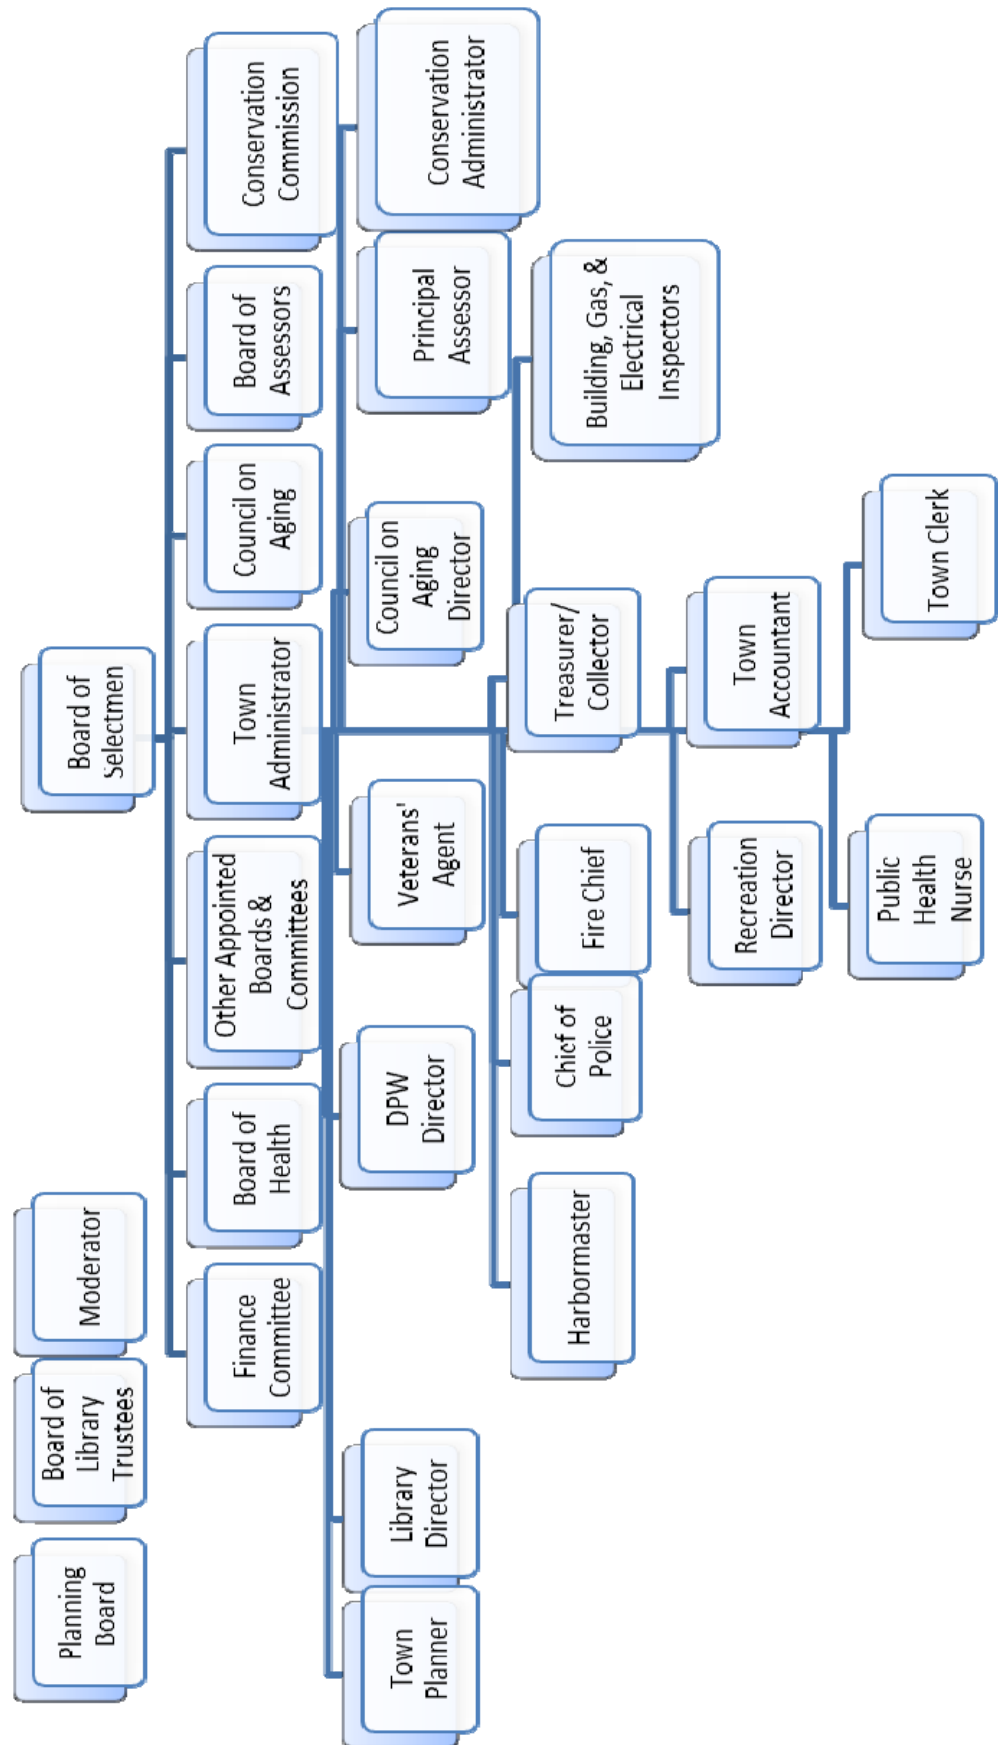 Planning
Board
Board of
Library
Trustees
Moderator
Board of
Selectmen
Finance
Committee
Board of
Health
Other Appointed
Boards &
Committees
Town
Administrator
Council on
Aging
Board of
Assessors
Conservation
Commission
Town
Planner
Library
Director
DPW
Director
Veterans'
Agent
Council on
Aging
Director
Principal
Assessor
Conservation
Administrator
Harbormaster
Chief of
Police
Fire Chief
Treasurer/
Collector
Building, Gas, &
Electrical
Inspectors
Recreation
Director
Town
Accountant
Public
Health
Nurse
Town Clerk